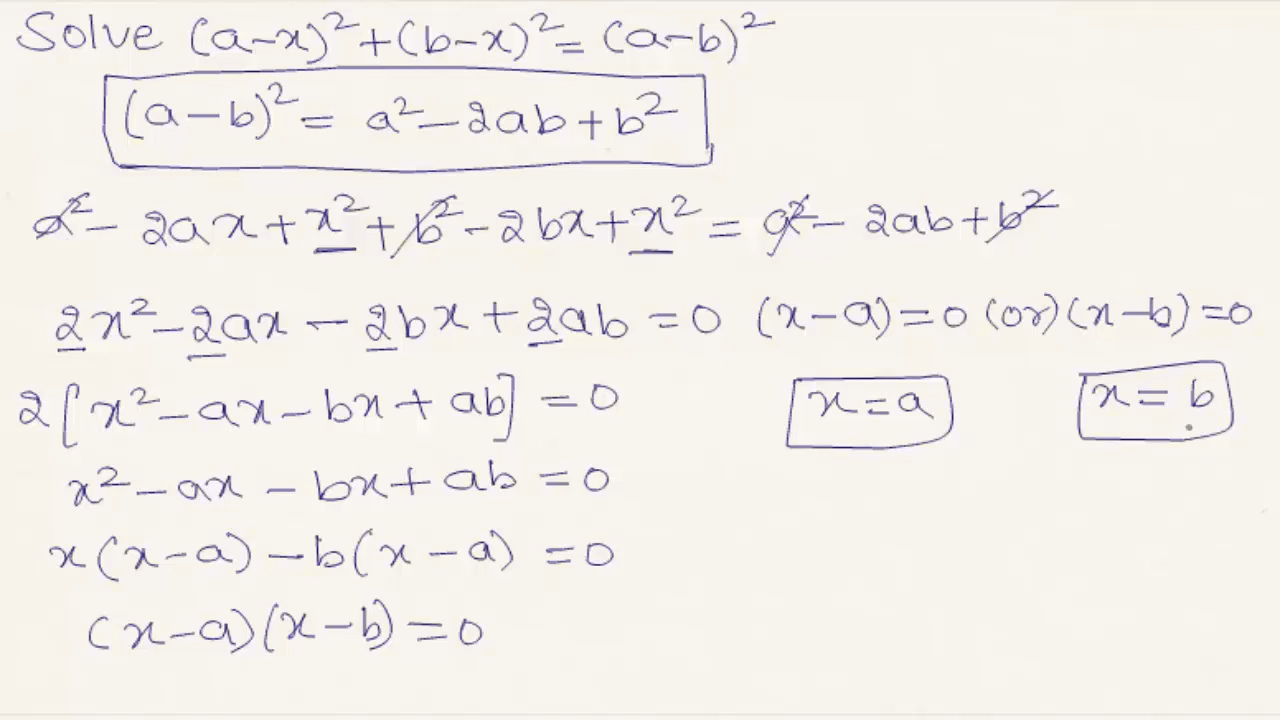 Solve (a-x)² + (b-x)² = (a-b)²
(a-b)² = a² - 2ab + b²
a² - 2ax + x² + b² - 2bx + x² = a² - 2ab + b²
2x² - 2ax - 2bx + 2ab = 0
2[x² - ax - bx + ab] = 0
x² - ax - bx + ab = 0
x(x-a) - b(x-a) = 0
(x-a)(x-b) = 0
(x-a) = 0 (or) (x-b) = 0
x = a
x = b